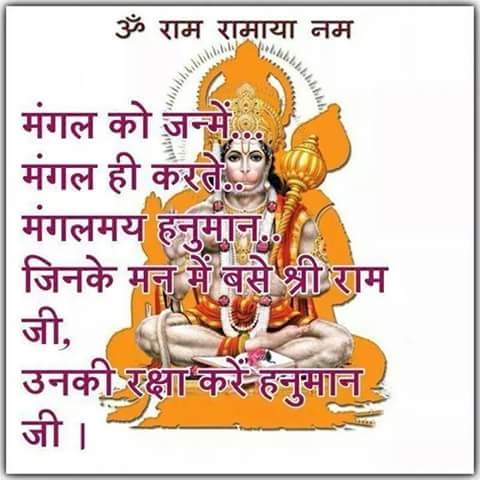 ॐ राम रामाया नम
मंगल को जन्में...
मंगल ही करते..
मंगलमय हनुमान..
जिनके मन में बसे श्री राम
जी,
उनकी रक्षा करें हनुमान
जी ।